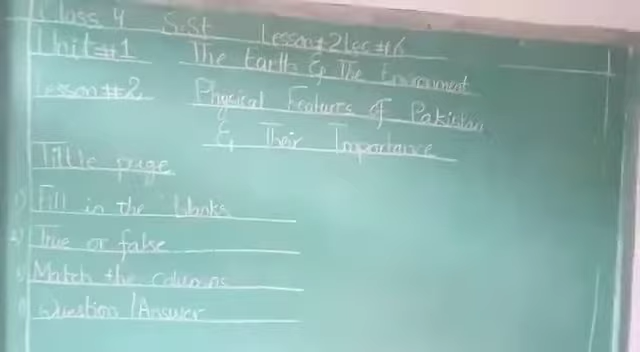 Class 4 S.St Lesson#2 Lec#16
Unit#1 The Earth & The Environment
Lesson#2 Physical Features of Pakistan
& Their Importance
Tittle page
1) Fill in the blanks
2) True or false
3) Match the columns
4) Question/Answer